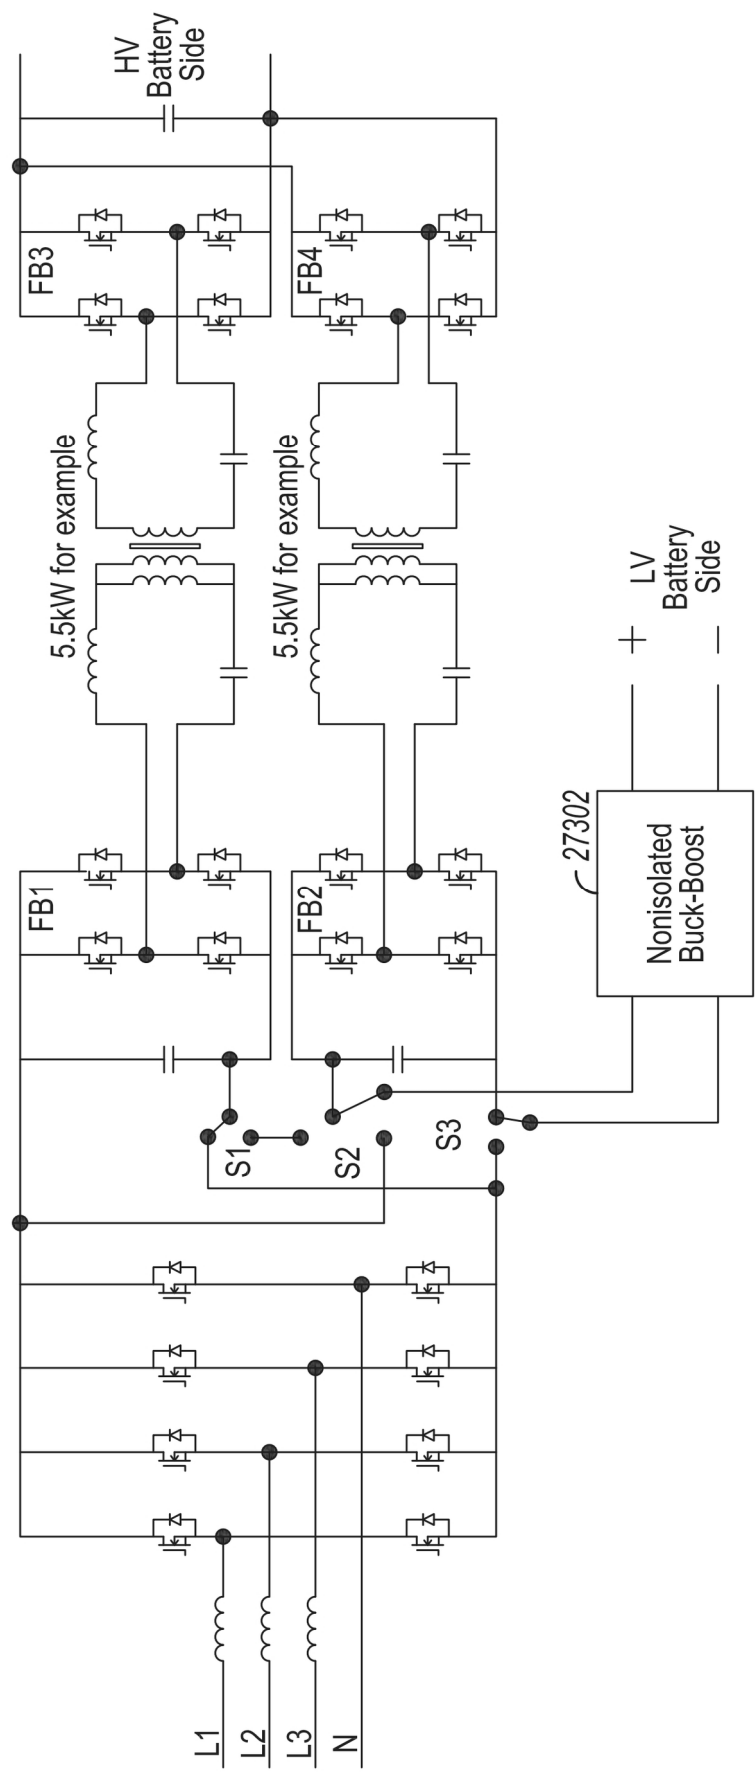 HV
Battery
Side
FB3
FB4
5.5kW for example
5.5kW for example
LV
Battery
Side
+
−
FB1
FB2
27302
Nonisolated
Buck-Boost
S1
S2
S3
L1
L2
L3
N